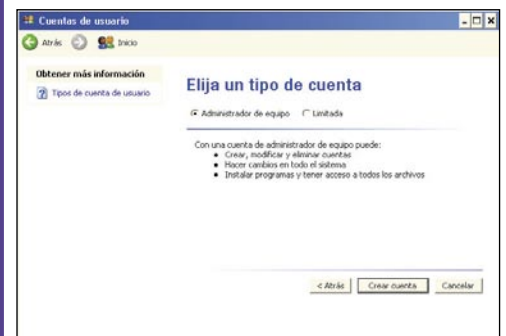 Cuentas de usuario
Atrás Inicio
Obtener más información
Tipos de cuenta de usuario
Elija un tipo de cuenta
Administrador de equipo Limitada
Con una cuenta de administrador de equipo puede:
Crear, modificar y eliminar cuentas
Hacer cambios en todo el sistema
Instalar programas y tener acceso a todos los archivos
< Atrás Crear cuenta Cancelar